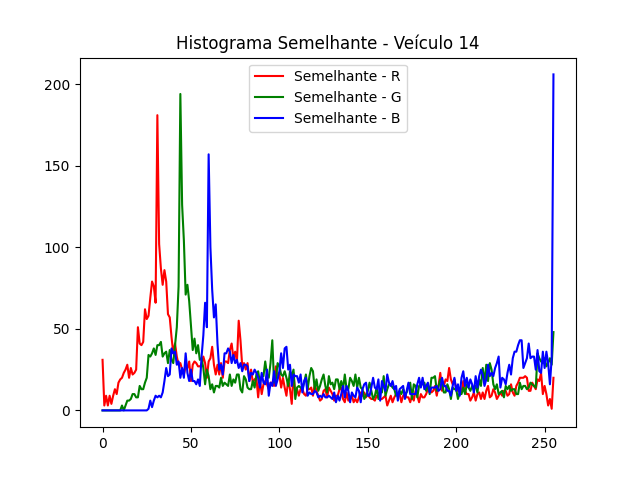 Histograma Semelhante - Veículo 14
Semelhante - R
Semelhante - G
Semelhante - B
200
150
100
50
0
0 50 100 150 200 250